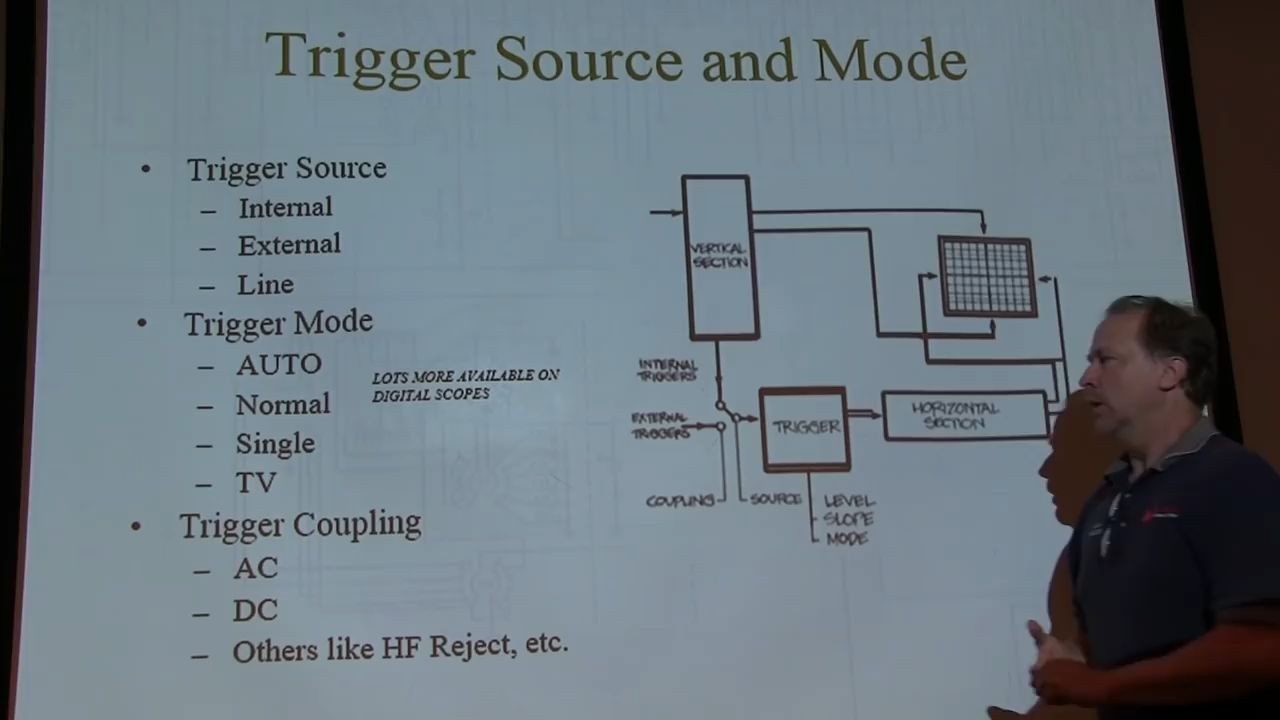 Trigger Source and Mode
• Trigger Source
– Internal
– External
– Line
• Trigger Mode
– AUTO
– Normal
– Single
– TV
LOTS MORE AVAILABLE ON
DIGITAL SCOPES
• Trigger Coupling
– AC
– DC
– Others like HF Reject, etc.
VERTICAL
SECTION
INTERNAL
TRIGGERS
EXTERNAL
TRIGGERS
TRIGGER
HORIZONTAL
SECTION
COUPLING
SOURCE
LEVEL
SLOPE
MODE